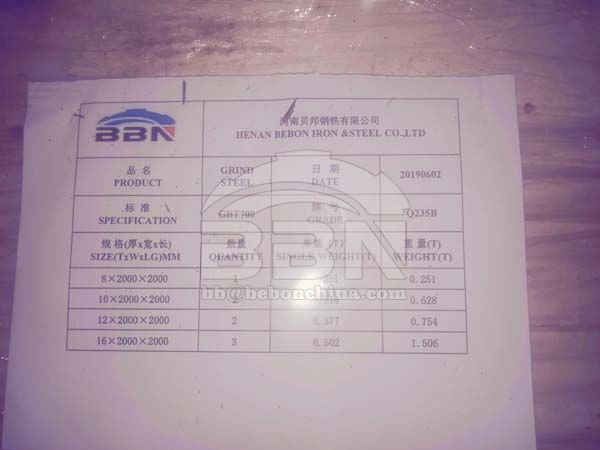 BBN
河南贝邦钢铁有限公司
HENAN BEBON IRON &STEEL CO.,LTD
品 名 GRIND 日 期 20190602
PRODUCT STEEL DATE
标 准 GBT700 牌 号 Q235B
SPECIFICATION GRADE
规 格(厚×宽×长) 数量 单重(T) 重量(T)
SIZE(TxWxLG)MM QUANTITY SINGLE WEIGHT(T) WEIGHT(T)
8×2000×2000 1 0.251
10×2000×2000 0.628
12×2000×2000 2 0.377 0.754
16×2000×2000 3 0.502 1.506
BBN
bb@bebonchina.com